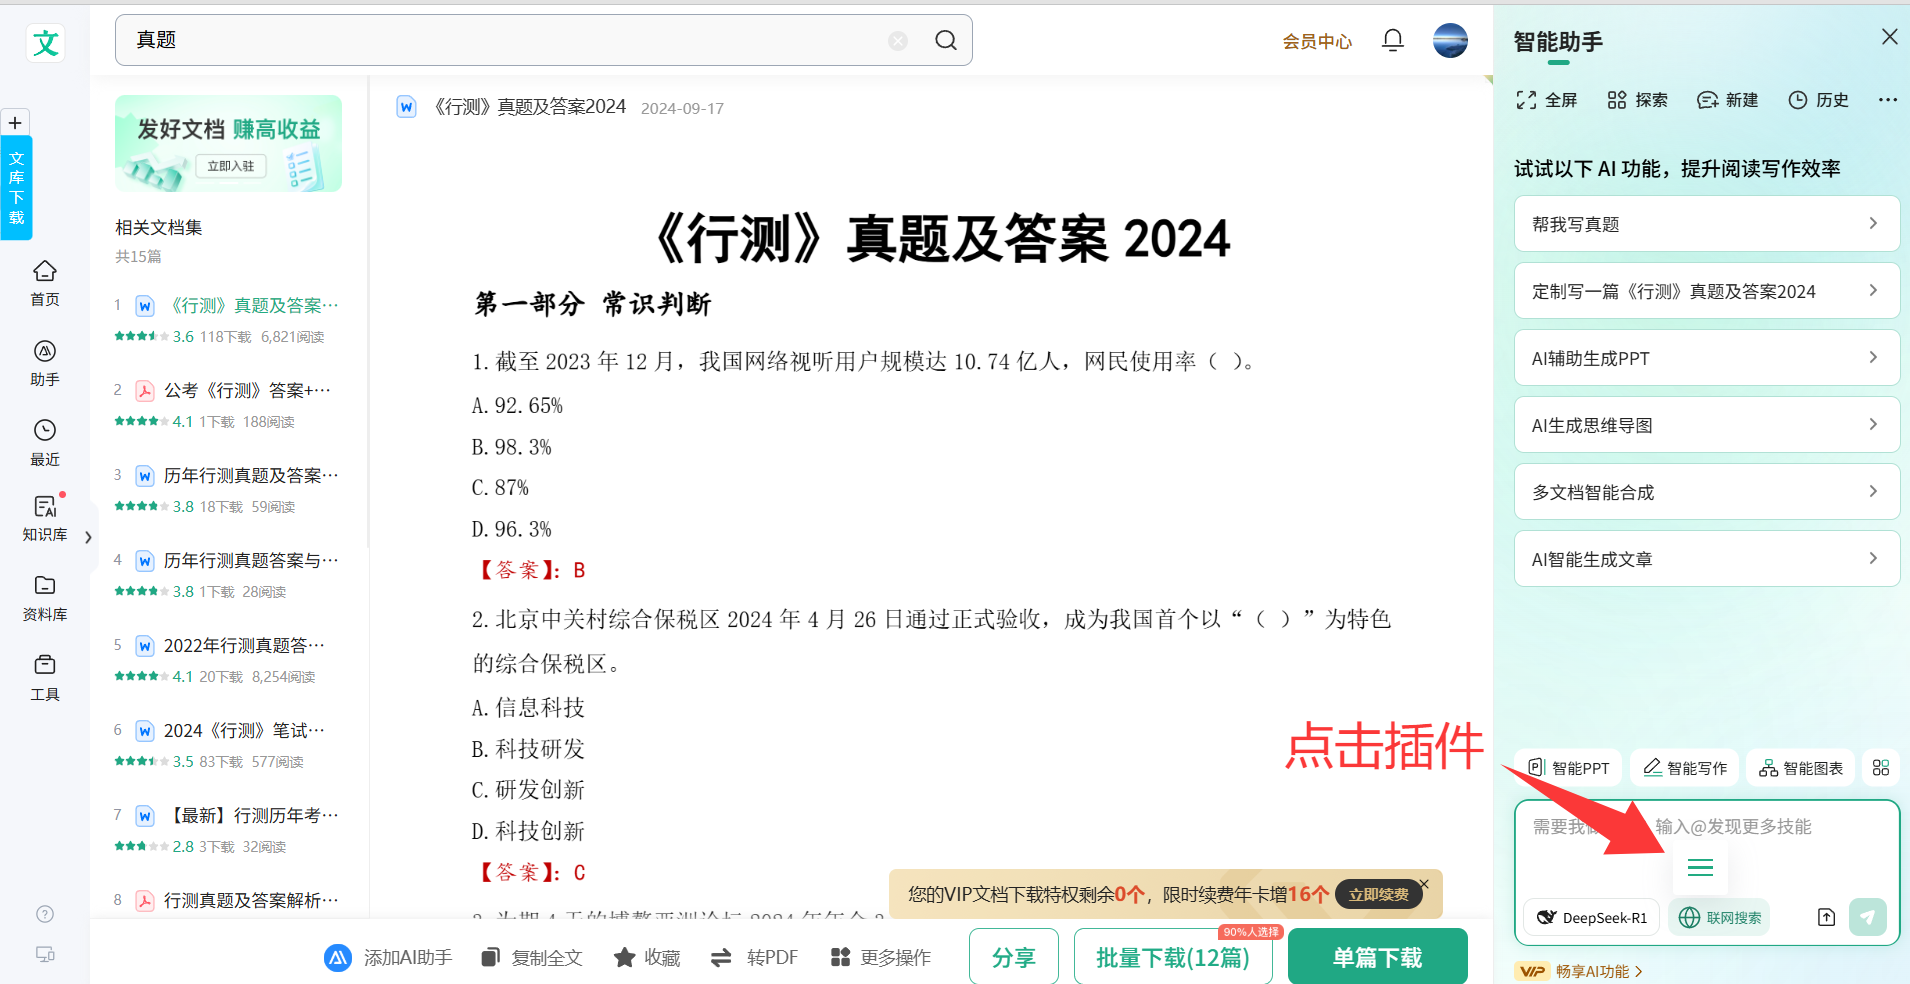 文
真题
会员中心
+
文库下载
首页
助手
最近
知识库
资料库
工具
发好文档 赚高收益
立即入驻
相关文档集
共15篇
1 W 《行测》真题及答案…
3.6 118下载 6,821阅读
2 公考《行测》答案+…
4.1 1下载 188阅读
3 W 历年行测真题及答案…
3.8 18下载 59阅读
4 W 历年行测真题答案与…
3.8 1下载 28阅读
5 W 2022年行测真题答…
4.1 20下载 8,254阅读
6 W 2024《行测》笔试…
3.5 83下载 577阅读
7 W 【最新】行测历年考…
2.8 3下载 32阅读
8 行测真题及答案解析…
W 《行测》真题及答案2024 2024-09-17
《行测》真题及答案 2024
第一部分 常识判断
1.截至 2023 年 12 月，我国网络视听用户规模达 10.74 亿人，网民使用率（ ）。
A.92.65%
B.98.3%
C.87%
D.96.3%
【答案】：B
2.北京中关村综合保税区 2024 年 4 月 26 日通过正式验收，成为我国首个以“（ ）”为特色
的综合保税区。
A.信息科技
B.科技研发
C.研发创新
D.科技创新
【答案】：C
点击插件
您的VIP文档下载特权剩余0个，限时续费年卡增16个 立即续费
添加AI助手 复制全文 收藏 转PDF 更多操作 分享 批量下载(12篇) 单篇下载
90%人选择
智能助手
全屏 探索 新建 历史
试试以下 AI 功能，提升阅读写作效率
帮我写真题
定制写一篇《行测》真题及答案2024
AI辅助生成PPT
AI生成思维导图
多文档智能合成
AI智能生成文章
智能PPT 智能写作 智能图表
需要我 输入@发现更多技能
DeepSeek-R1 联网搜索
VIP 畅享AI功能